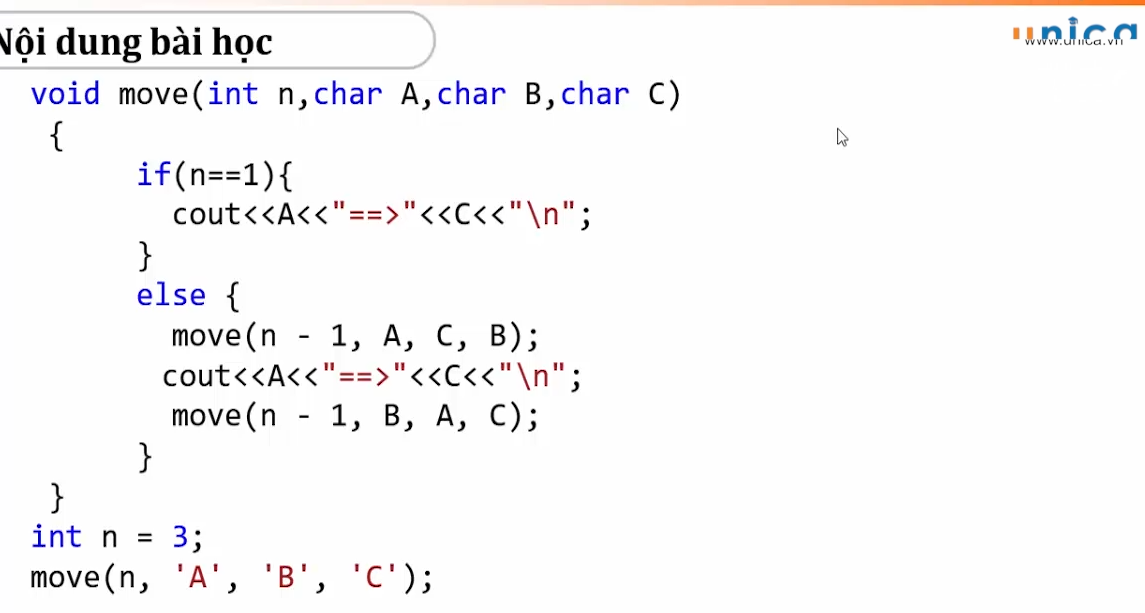 Nội dung bài học
unica
www.unica.vn
void move(int n,char A,char B,char C)
{
if(n==1){
cout<<A<<"==>"<<C<<"\n";
}
else {
move(n - 1, A, C, B);
cout<<A<<"==>"<<C<<"\n";
move(n - 1, B, A, C);
}
}
int n = 3;
move(n, 'A', 'B', 'C');